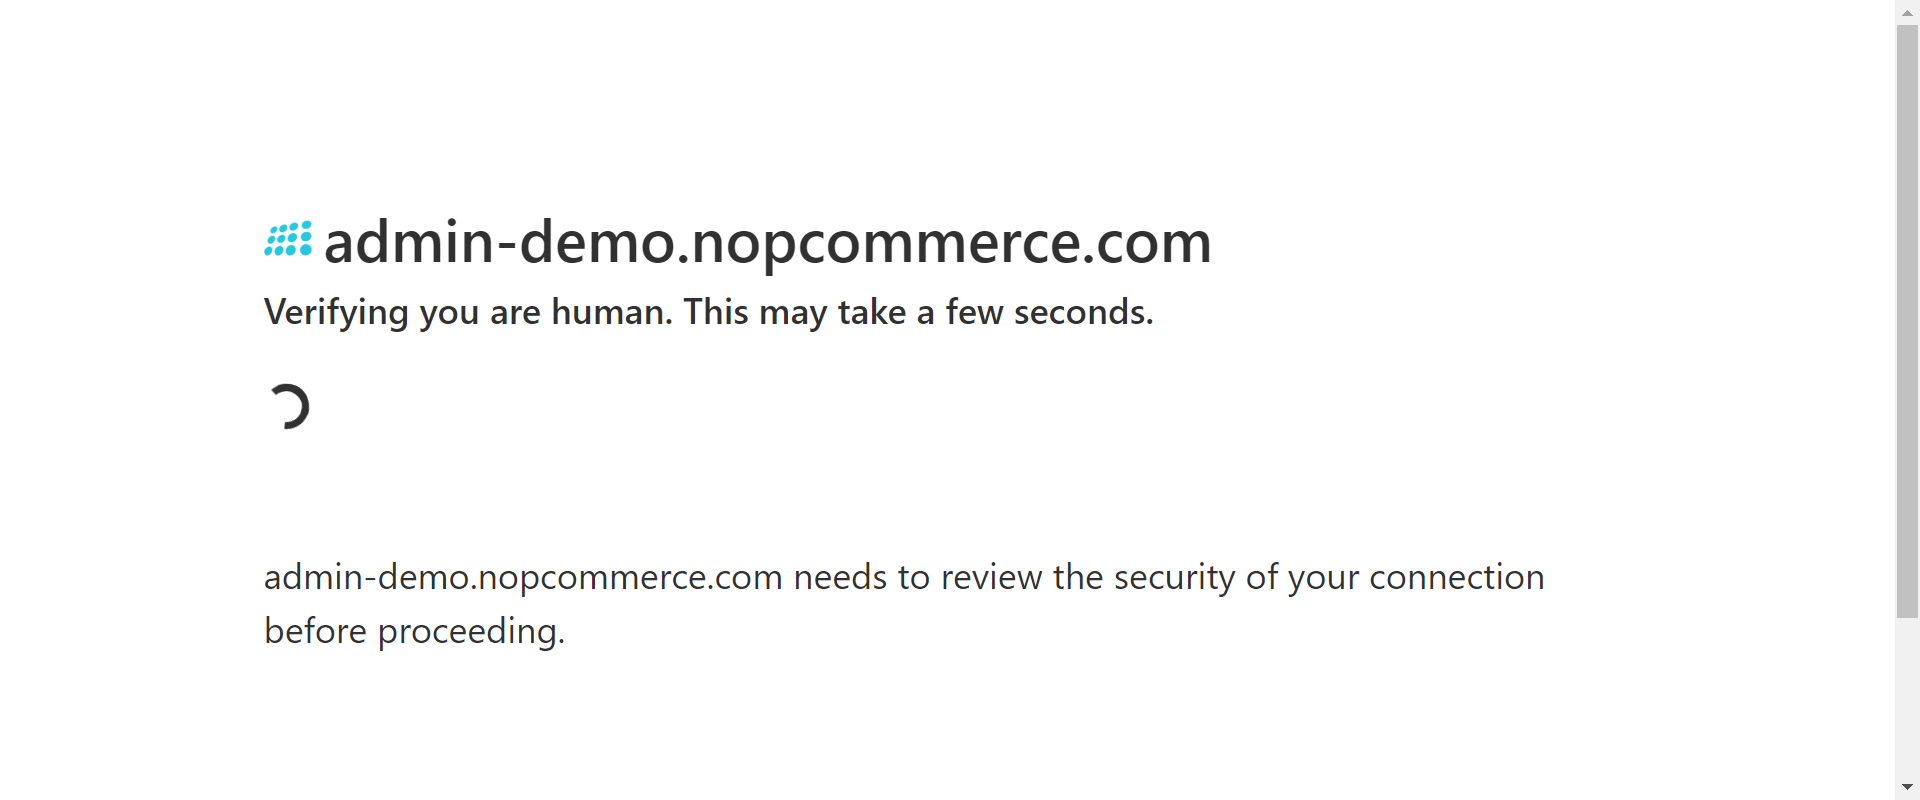 admin-demo.nopcommerce.com
Verifying you are human. This may take a few seconds.
admin-demo.nopcommerce.com needs to review the security of your connection
before proceeding.